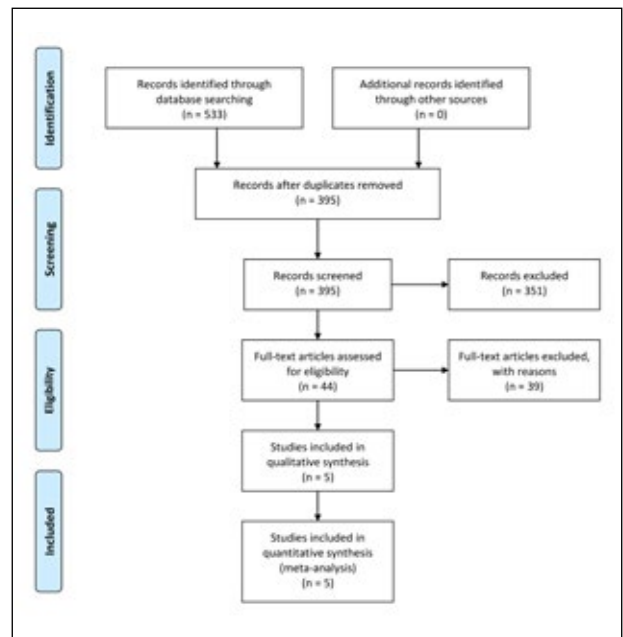 Identification
Records identified through
database searching
(n = 533)
Additional records identified
through other sources
(n = 0)
Records after duplicates removed
(n = 395)
Screening
Records screened
(n = 395)
Records excluded
(n = 351)
Eligibility
Full-text articles assessed
for eligibility
(n = 44)
Full-text articles excluded,
with reasons
(n = 39)
Studies included in
qualitative synthesis
(n = 5)
Included
Studies included in
quantitative synthesis
(meta-analysis)
(n = 5)